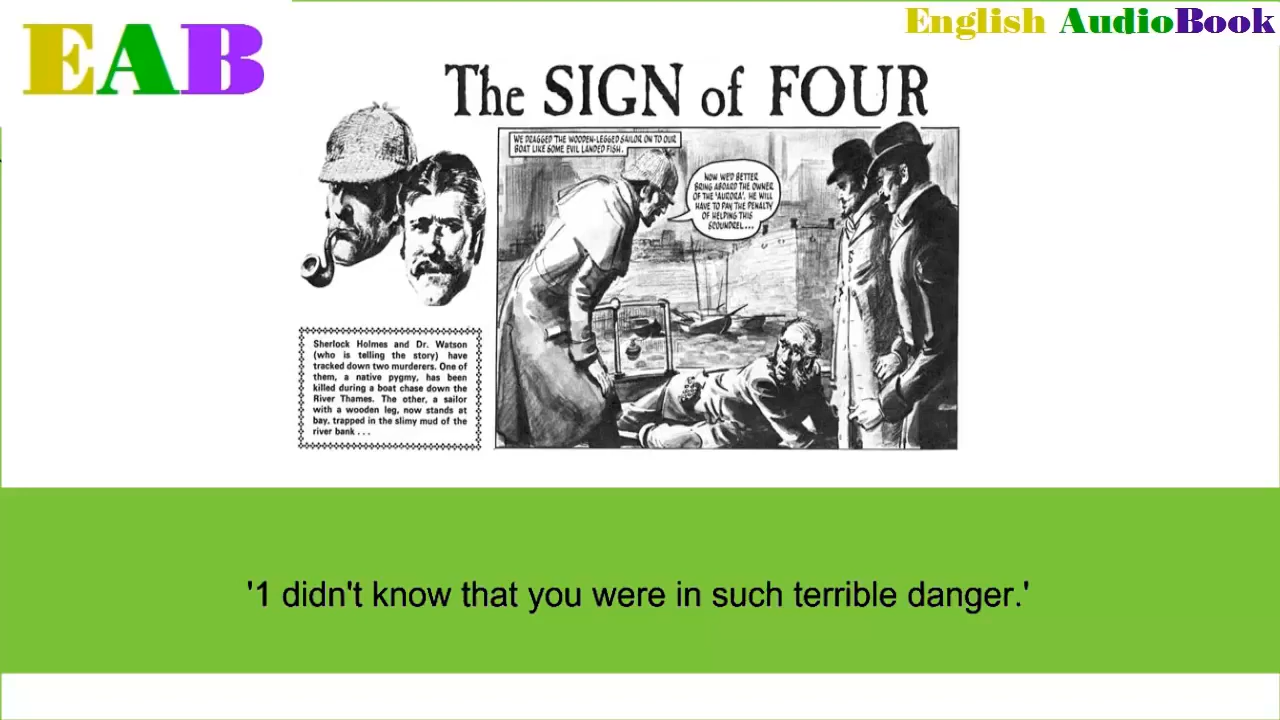 EAB
English AudioBook
The SIGN of FOUR
WE DRAGGED THE WOODEN-LEGGED SAILOR ON TO OUR
BOAT LIKE SOME EVIL LANDED FISH.
NOW WE'D BETTER
BRING ABOARD THE OWNER
OF THE 'AURORA'. HE WILL
HAVE TO PAY THE PENALTY
OF HELPING THIS
SCOUNDREL...
Sherlock Holmes and Dr. Watson
(who is telling the story) have
tracked down two murderers. One of
them, a native pygmy, has been
killed during a boat chase down the
River Thames. The other, a sailor
with a wooden leg, now stands at
bay, trapped in the slimy mud of the
river bank . . .
'1 didn't know that you were in such terrible danger.'